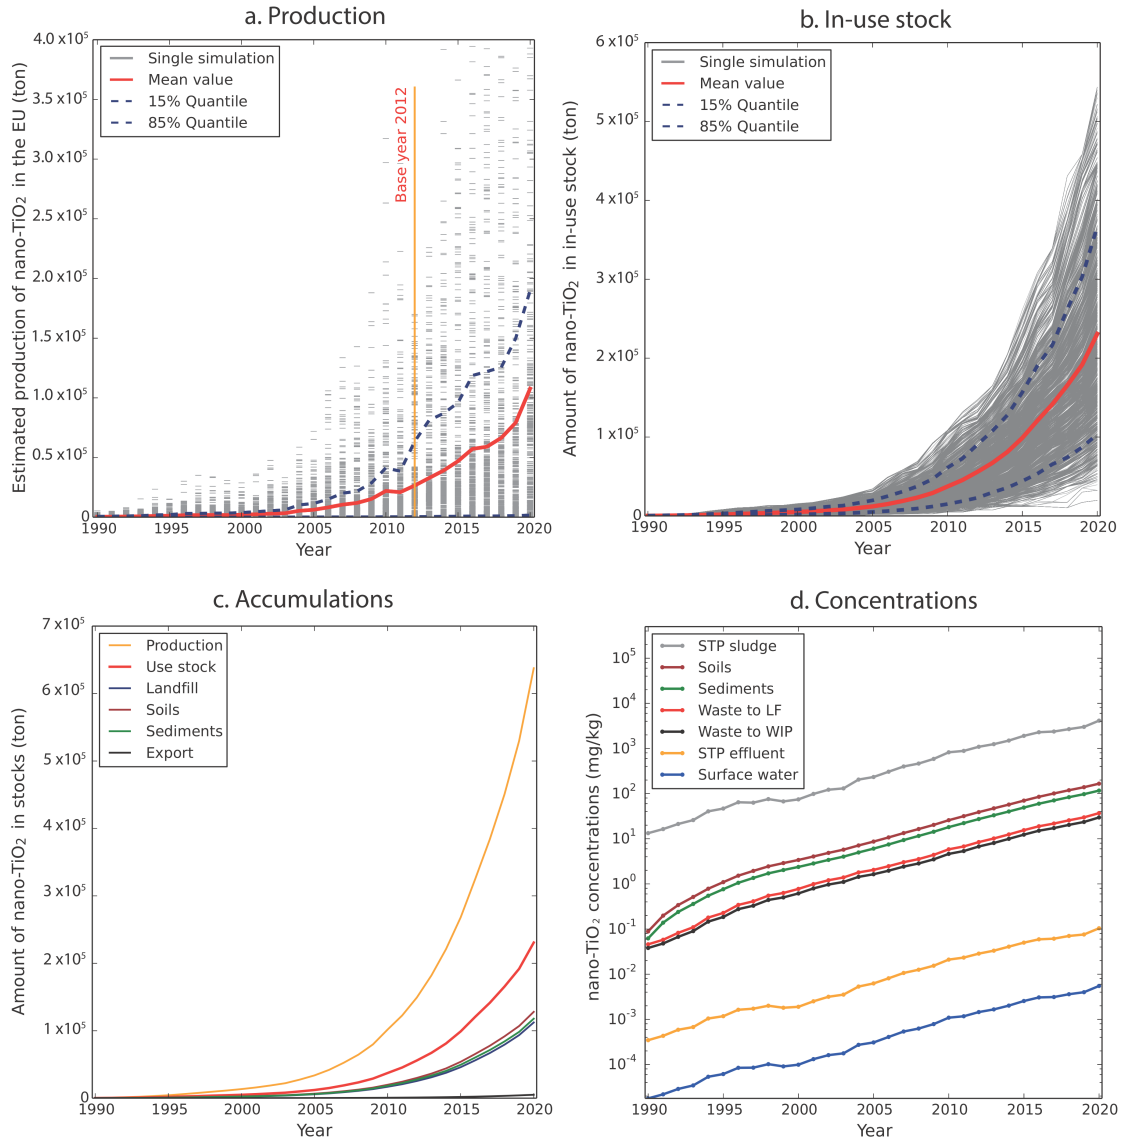 a. Production
Estimated production of nano-TiO₂ in the EU (ton)
4.0 x10⁵
3.5 x10⁵
3.0 x10⁵
2.5 x10⁵
2.0 x10⁵
1.5 x10⁵
1.0 x10⁵
0.5 x10⁵
0
Single simulation
Mean value
15% Quantile
85% Quantile
Base year 2012
1990 1995 2000 2005 2010 2015 2020
Year
b. In-use stock
Amount of nano-TiO₂ in in-use stock (ton)
6 x10⁵
5 x10⁵
4 x10⁵
3 x10⁵
2 x10⁵
1 x10⁵
0
Single simulation
Mean value
15% Quantile
85% Quantile
1990 1995 2000 2005 2010 2015 2020
Year
c. Accumulations
Amount of nano-TiO₂ in stocks (ton)
7 x10⁵
6 x10⁵
5 x10⁵
4 x10⁵
3 x10⁵
2 x10⁵
1 x10⁵
0
Production
Use stock
Landfill
Soils
Sediments
Export
1990 1995 2000 2005 2010 2015 2020
Year
d. Concentrations
nano-TiO₂ concentrations (mg/kg)
10⁵
10⁴
10³
10²
10¹
10⁰
10⁻¹
10⁻²
10⁻³
10⁻⁴
STP sludge
Soils
Sediments
Waste to LF
Waste to WIP
STP effluent
Surface water
1990 1995 2000 2005 2010 2015 2020
Year